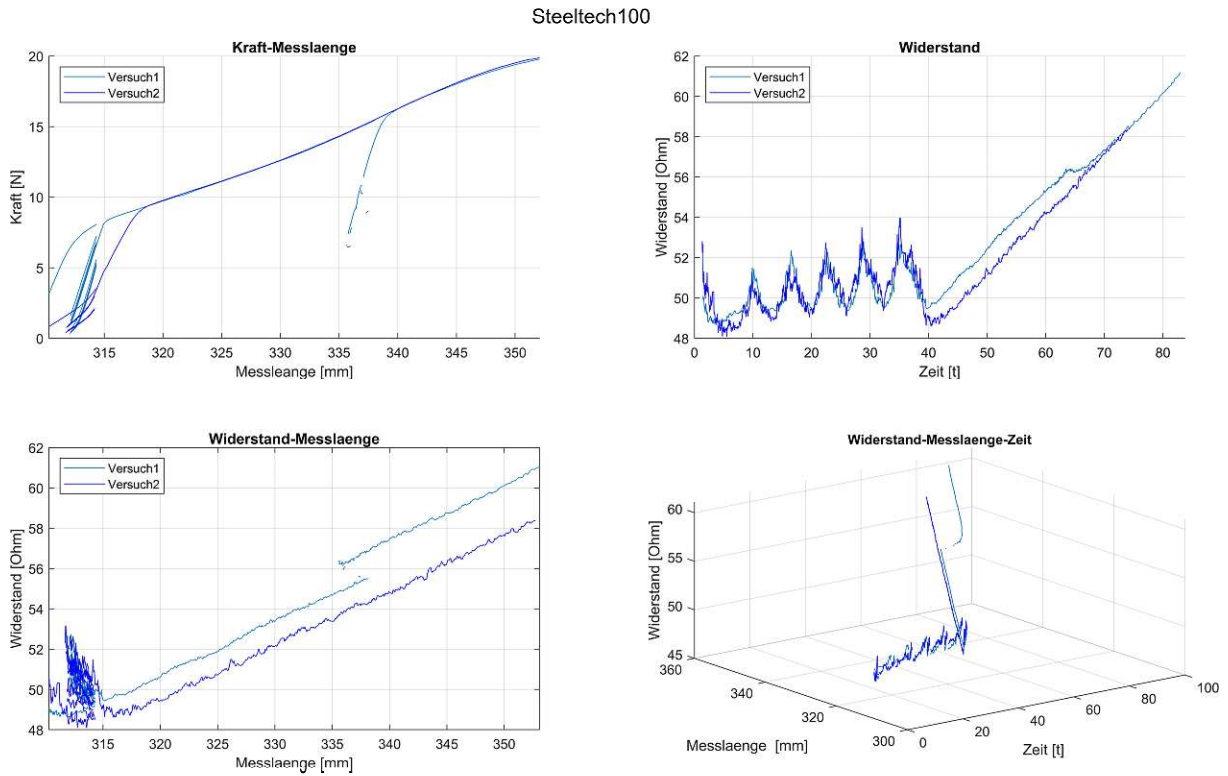 Steeltech100
Kraft-Messlaenge
20
15
10
5
0
Kraft [N]
Versuch1
Versuch2
315 320 325 330 335 340 345 350
Messleange [mm]
Widerstand
62
60
58
56
54
52
50
48
Widerstand [Ohm]
Versuch1
Versuch2
0 10 20 30 40 50 60 70 80
Zeit [t]
Widerstand-Messlaenge
62
60
58
56
54
52
50
48
Widerstand [Ohm]
Versuch1
Versuch2
315 320 325 330 335 340 345 350
Messlaenge [mm]
Widerstand-Messlaenge-Zeit
60
55
50
45
Widerstand [Ohm]
360
340
320
300
Messlaenge [mm]
0 20 40 60 80 100
Zeit [t]